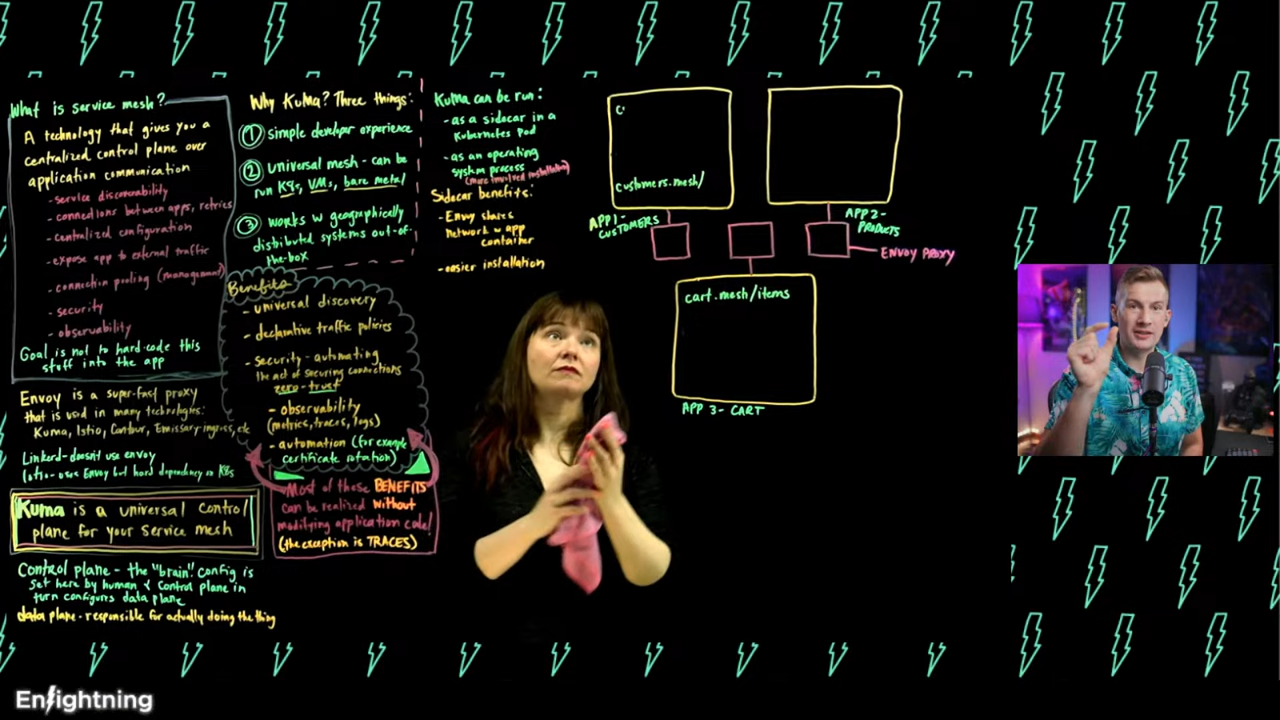 What is service mesh?
A technology that gives you a
centralized control plane over
application communication
- service discoverability
- connections between apps, retries
- centralized configuration
- expose app to external traffic
- connection pooling (management)
- security
- observability
Goal is not to hard-code this
stuff into the app
Envoy is a super-fast proxy
that is used in many technologies:
Kuma, Istio, Contour, Emissary-ingress, etc
Linkerd - doesn't use envoy
Istio - uses Envoy but hard dependency on K8s
Kuma is a universal control
plane for your service mesh
Control plane - the "brain". config is
set here by human & control plane in
turn configures data plane
data plane - responsible for actually doing the thing
Why Kuma? Three things:
① simple developer experience
② universal mesh - can be
run K8s, VMs, bare metal
③ works w geographically
distributed systems out-of-
the-box
Benefits
- universal discovery
- declarative traffic policies
- security - automating
the act of securing connections
zero-trust
- observability
(metrics, traces, logs)
- automation (for example
certificate rotation)
Most of these BENEFITS
can be realized without
modifying application code!
(the exception is TRACES)
Kuma can be run:
- as a sidecar in a
Kubernetes pod
- as an operating
system process
(more involved installation)
Sidecar benefits:
- Envoy shares
Network w app
container
- easier installation
c
customers.mesh/
APP 1 -
CUSTOMERS
APP 2 -
PRODUCTS
ENVOY PROXY
cart.mesh/items
APP 3 - CART
Enlightning